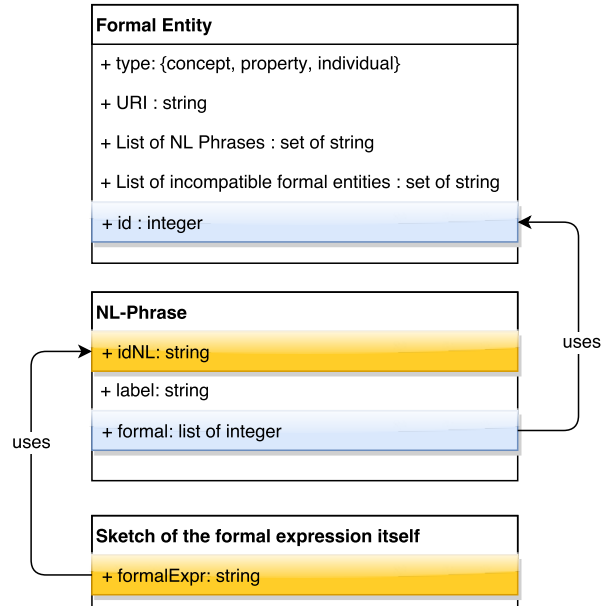 Formal Entity
+ type: {concept, property, individual}
+ URI : string
+ List of NL Phrases : set of string
+ List of incompatible formal entities : set of string
+ id : integer
NL-Phrase
+ idNL: string
uses
+ label: string
+ formal: list of integer
uses
Sketch of the formal expression itself
+ formalExpr: string